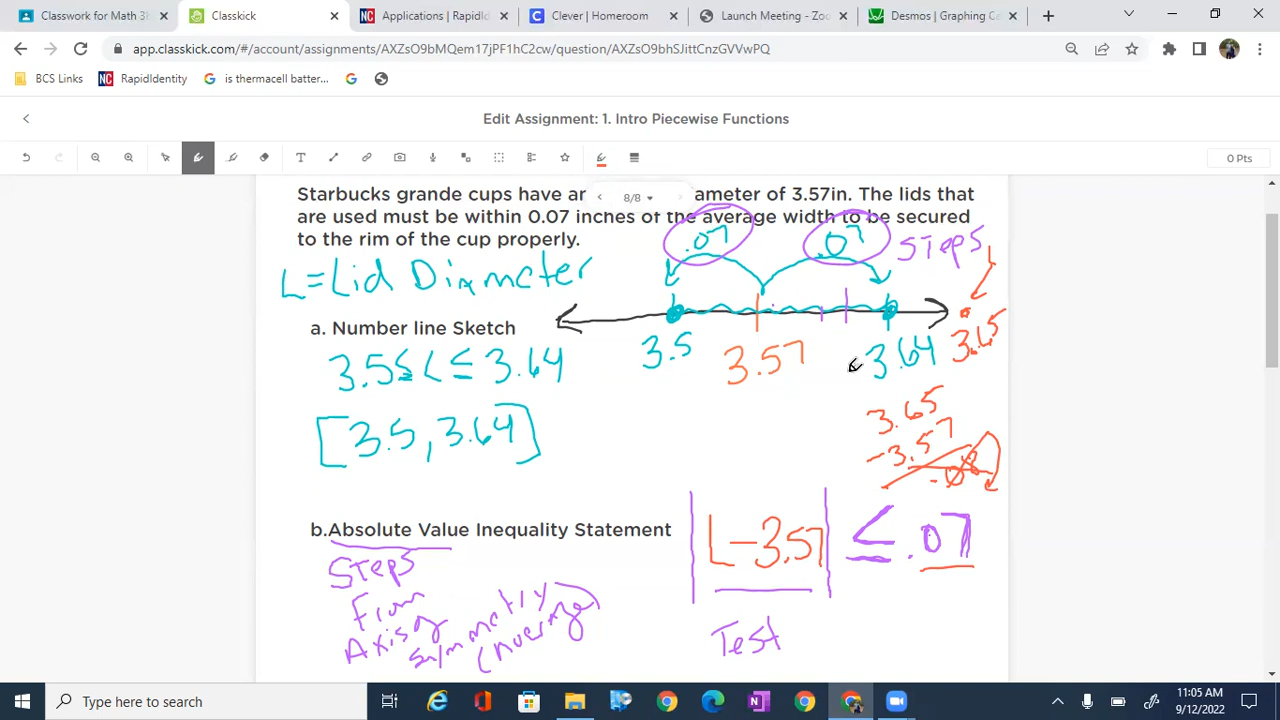 Classwork for Math 3H
Classkick
Applications | RapidId
Clever | Homeroom
Launch Meeting - Zoo
Desmos | Graphing Ca
app.classkick.com/#/account/assignments/AXZsO9bMQem17jPF1hC2cw/question/AXZsO9bhSJittCnzGVVwPQ
BCS Links
RapidIdentity
is thermacell batter...
Edit Assignment: 1. Intro Piecewise Functions
0 Pts
8/8
Starbucks grande cups have an ameter of 3.57in. The lids that
are used must be within 0.07 inches of the average width to be secured
to the rim of the cup properly.
.07 .07 STEPS
L=Lid Diameter
a. Number line Sketch
3.5 3.57 3.64 3.65
3.5≤L≤3.64
[3.5,3.64]
3.65
-3.57
.08
b.Absolute Value Inequality Statement
|L-3.57| ≤ .07
Steps
From
Axis of
Symmetry
(Average)
Test
Type here to search
11:05 AM
9/12/2022